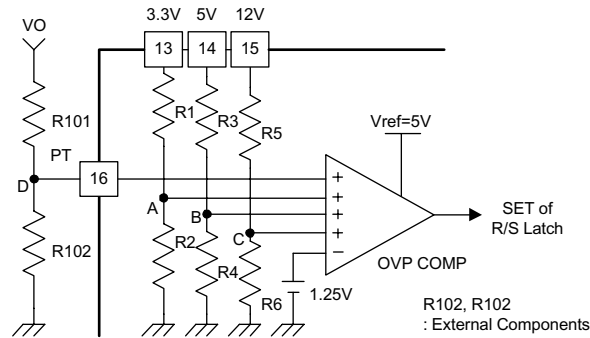 3.3V 5V 12V
VO
13 14 15
R101
R1
R3
R5
Vref=5V
PT
16
D
+
A
+
B
+
C
+
−
SET of
R/S Latch
R102
R2
R4
R6
1.25V
OVP COMP
R102, R102
: External Components